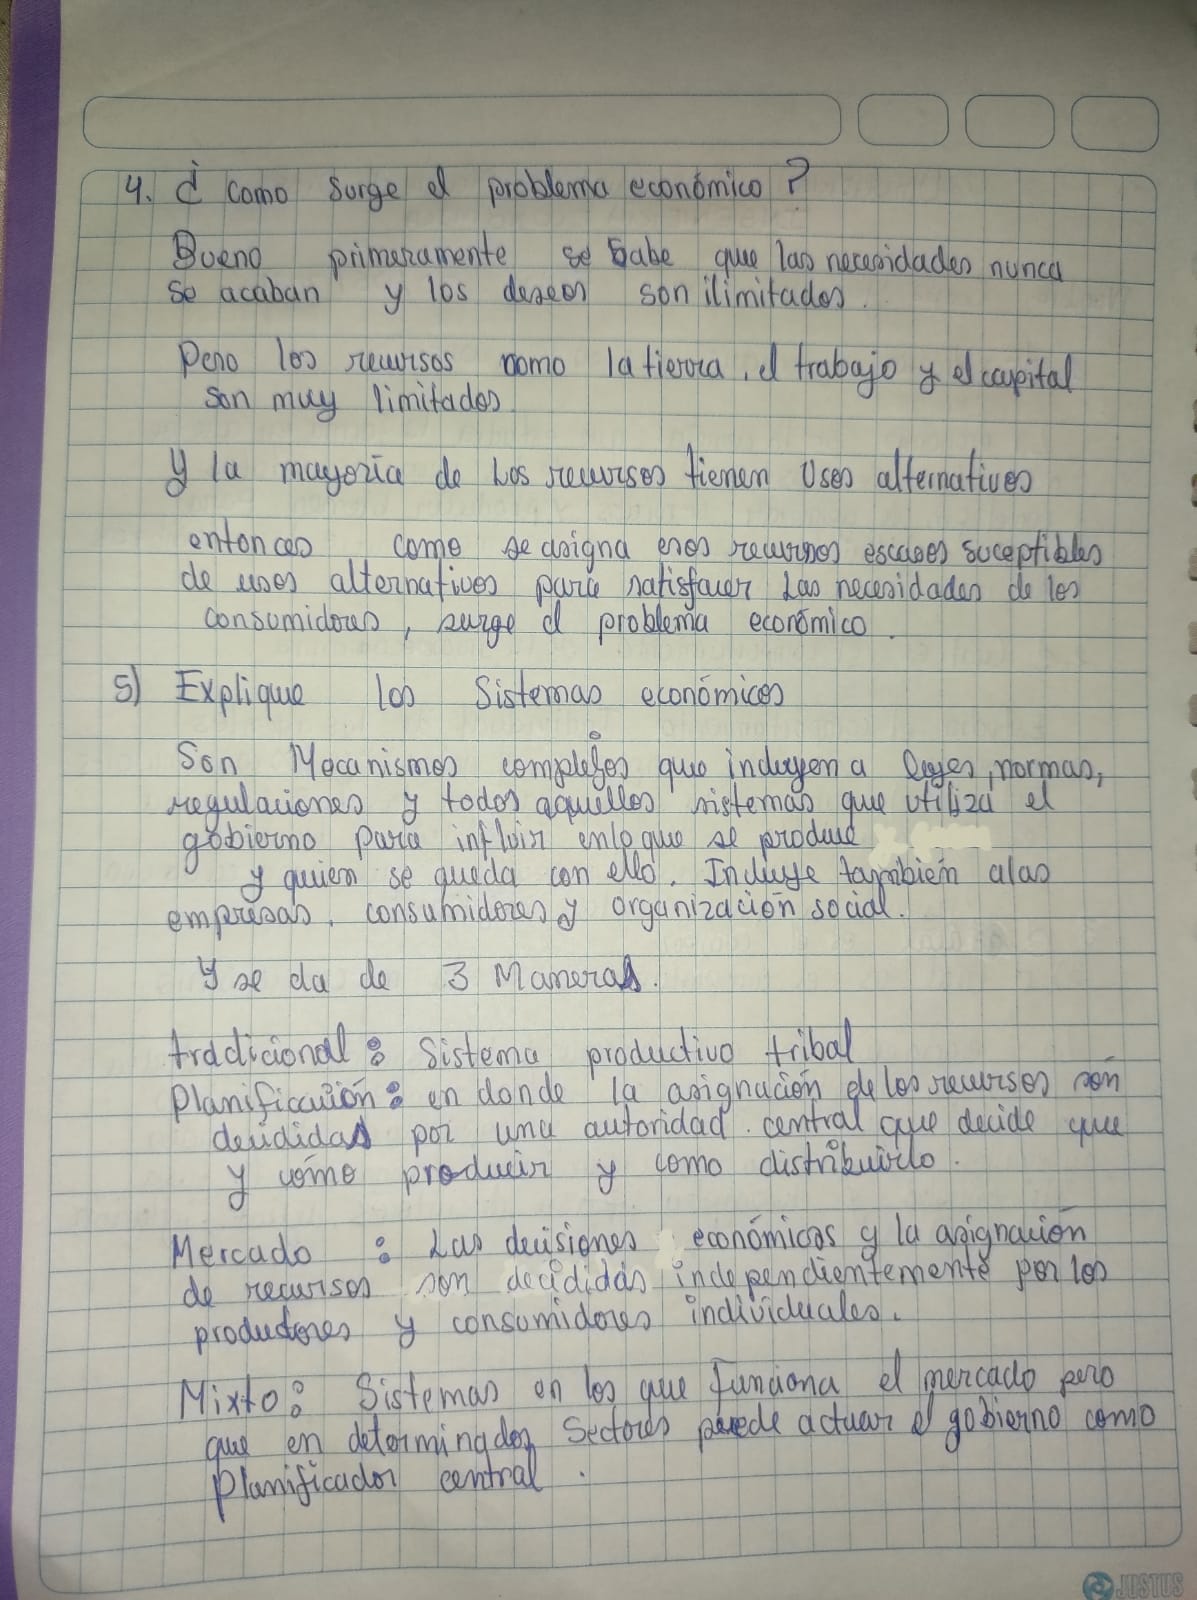 4. ¿ como surge el problema económico ?
Bueno primeramente se sabe que las necesidades nunca
se acaban y los deseos son ilimitados.
Pero los recursos como la tierra, el trabajo y el capital
son muy limitados
y la mayoría de los recursos tienen Usos alternativos
entonces como se asigna esos recursos escasos suceptibles
de usos alternativos para satisfacer las necesidades de los
consumidores, surge el problema económico.
5) Explique los Sistemas económicos
Son Mecanismos complejos que incluyen a leyes, normas,
regulaciones y todos aquellos sistemas que utiliza el
gobierno para influir en lo que se produce
y quien se queda con ello. Incluye también a las
empresas, consumidores y organización social.
Y se da de 3 Maneras.
tradicional: Sistema productivo tribal
Planificación: en donde la asignación de los recursos son
decididas por una autoridad central que decide que
y cómo producir y como distribuirlo.
Mercado : Las decisiones económicas y la asignación
de recursos son decididas independientemente por los
productores y consumidores individuales.
Mixto: Sistemas en los que funciona el mercado pero
que en determinados Sectores puede actuar el gobierno como
planificador central.
JUSTUS